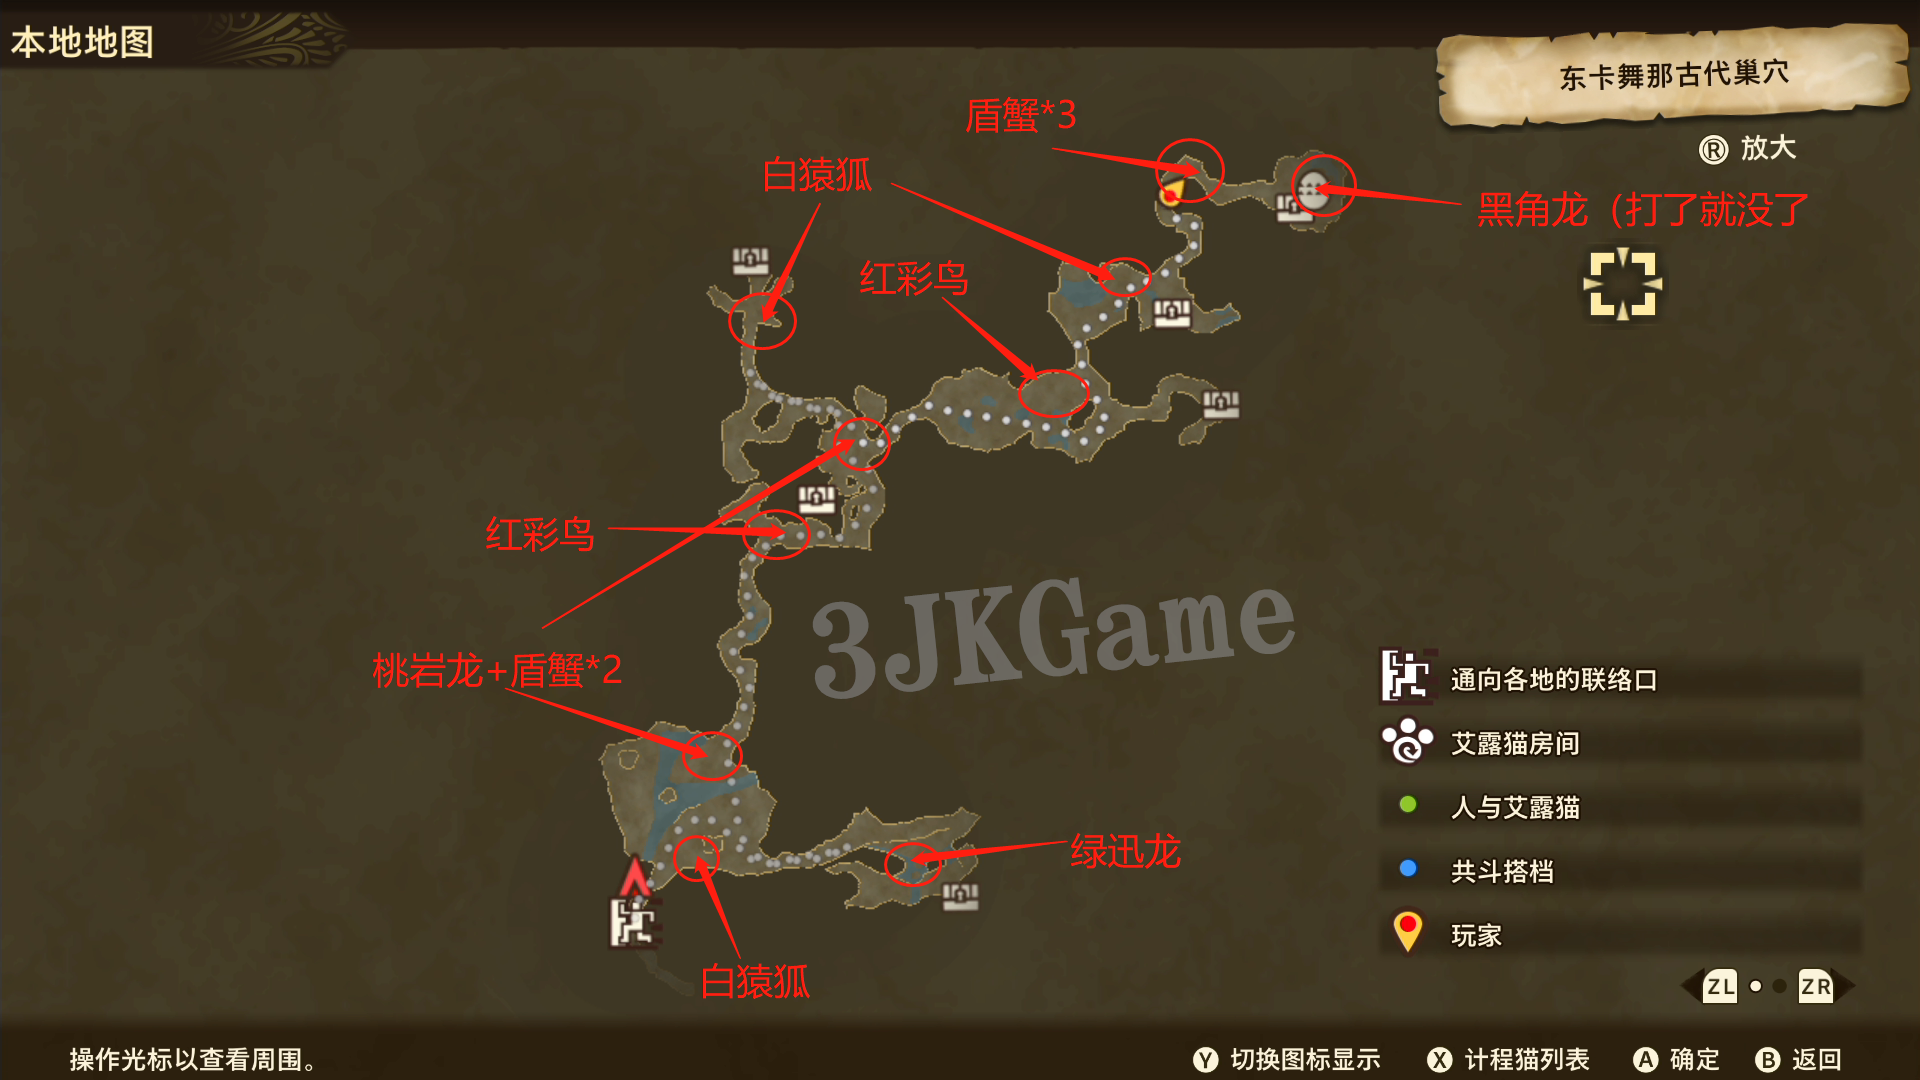 本地地图
东卡舞那古代巢穴
Ⓡ 放大
盾蟹*3
白猿狐
黑角龙（打了就没了
红彩鸟
红彩鸟
3JKGame
桃岩龙+盾蟹*2
通向各地的联络口
艾露猫房间
人与艾露猫
绿迅龙
共斗搭档
玩家
白猿狐
ZL ZR
操作光标以查看周围。
Ⓨ 切换图标显示 Ⓧ 计程猫列表 Ⓐ 确定 Ⓑ 返回